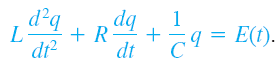 L d²q/dt² + R dq/dt + 1/C q = E(t).